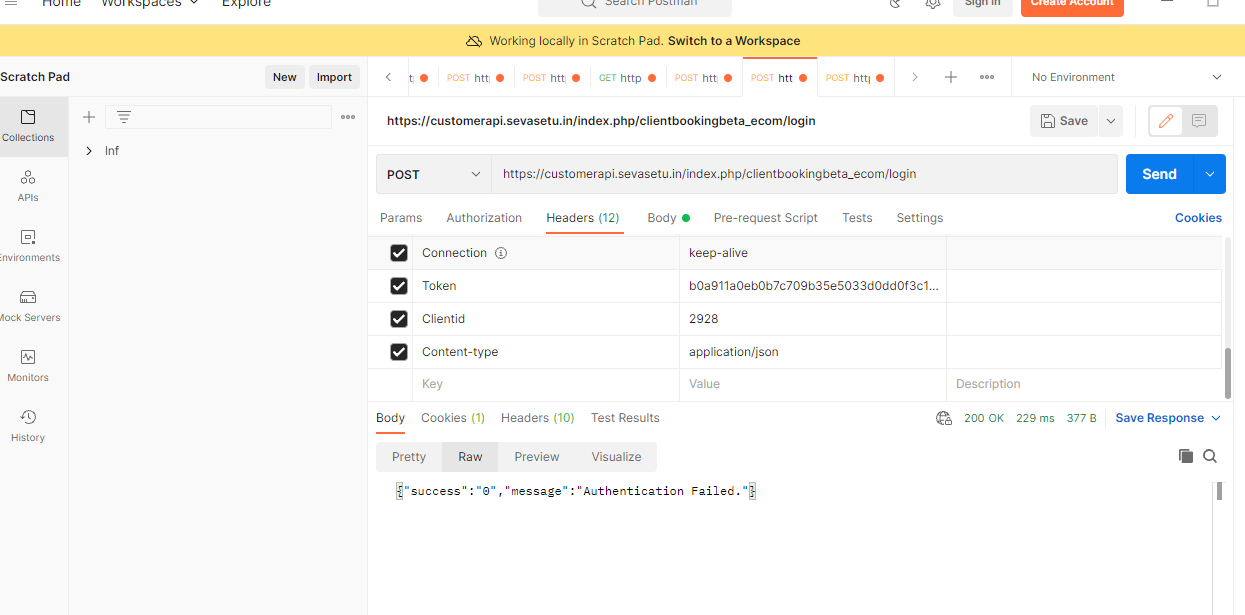 Home Workspaces Explore Search Postman Sign In Create Account
Working locally in Scratch Pad. Switch to a Workspace
Scratch Pad New Import POST htt POST htt GET http POST htt POST htt POST htt No Environment
Collections
Inf
https://customerapi.sevasetu.in/index.php/clientbookingbeta_ecom/login Save
POST https://customerapi.sevasetu.in/index.php/clientbookingbeta_ecom/login Send
APIs
Params Authorization Headers (12) Body Pre-request Script Tests Settings Cookies
Environments
Connection keep-alive
Token b0a911a0eb0b7c709b35e5033d0dd0f3c1...
Mock Servers
Clientid 2928
Content-type application/json
Monitors
Key Value Description
Body Cookies (1) Headers (10) Test Results 200 OK 229 ms 377 B Save Response
History
Pretty Raw Preview Visualize
{"success":"0","message":"Authentication Failed."}